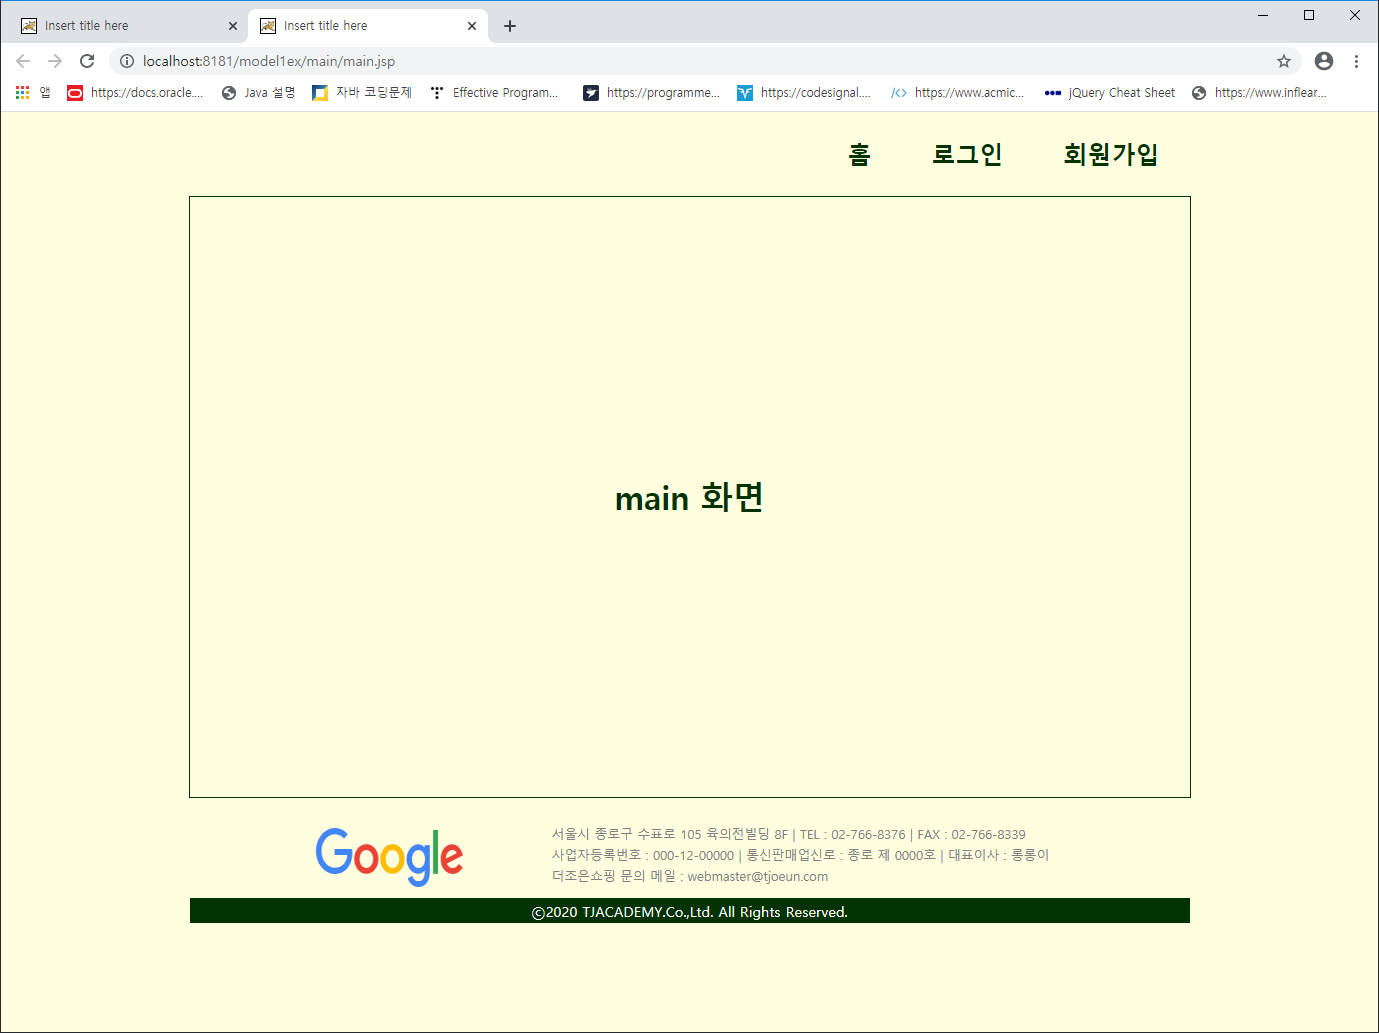 Insert title here
Insert title here
localhost:8181/model1ex/main/main.jsp
앱 https://docs.oracle.... Java 설명 자바 코딩문제 Effective Program... https://programme... https://codesignal.... https://www.acmic... jQuery Cheat Sheet https://www.inflear...
홈 로그인 회원가입
main 화면
Google
서울시 종로구 수표로 105 육의전빌딩 8F | TEL : 02-766-8376 | FAX : 02-766-8339
사업자등록번호 : 000-12-00000 | 통신판매업신로 : 종로 제 0000호 | 대표이사 : 롱롱이
더조은쇼핑 문의 메일 : webmaster@tjoeun.com
©2020 TJACADEMY.Co.,Ltd. All Rights Reserved.